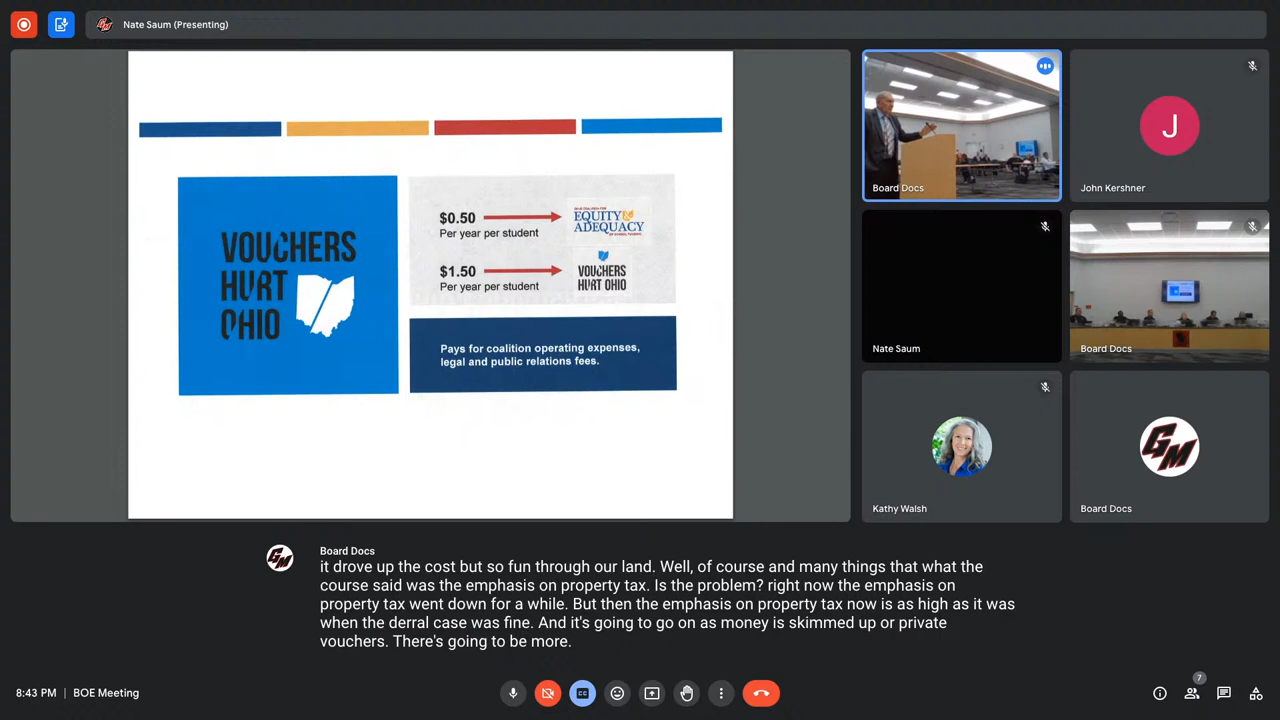 Nate Saum (Presenting)
VOUCHERS
HURT
OHIO
$0.50
Per year per student
EQUITY &
ADEQUACY
$1.50
Per year per student
VOUCHERS
HURT OHIO
Pays for coalition operating expenses,
legal and public relations fees.
Board Docs
J
John Kershner
Nate Saum
Board Docs
Kathy Walsh
GM
Board Docs
Board Docs
it drove up the cost but so fun through our land. Well, of course and many things that what the
course said was the emphasis on property tax. Is the problem? right now the emphasis on
property tax went down for a while. But then the emphasis on property tax now is as high as it was
when the derral case was fine. And it's going to go on as money is skimmed up or private
vouchers. There's going to be more.
8:43 PM | BOE Meeting
CC
7